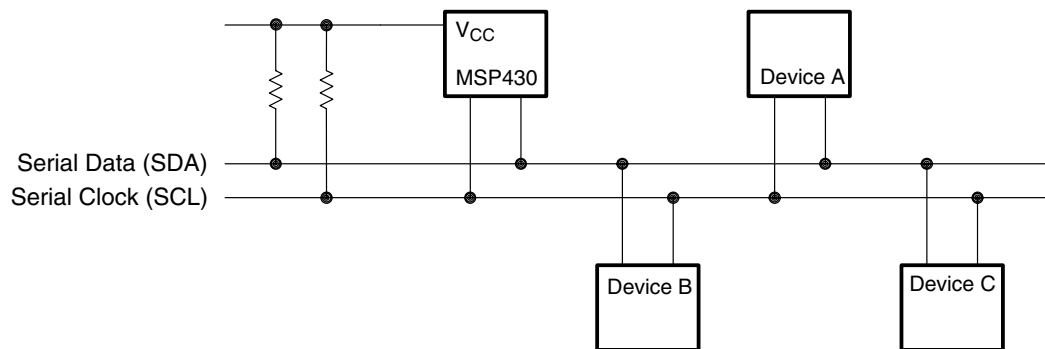 VCC
MSP430
Device A
Serial Data (SDA)
Serial Clock (SCL)
Device B
Device C